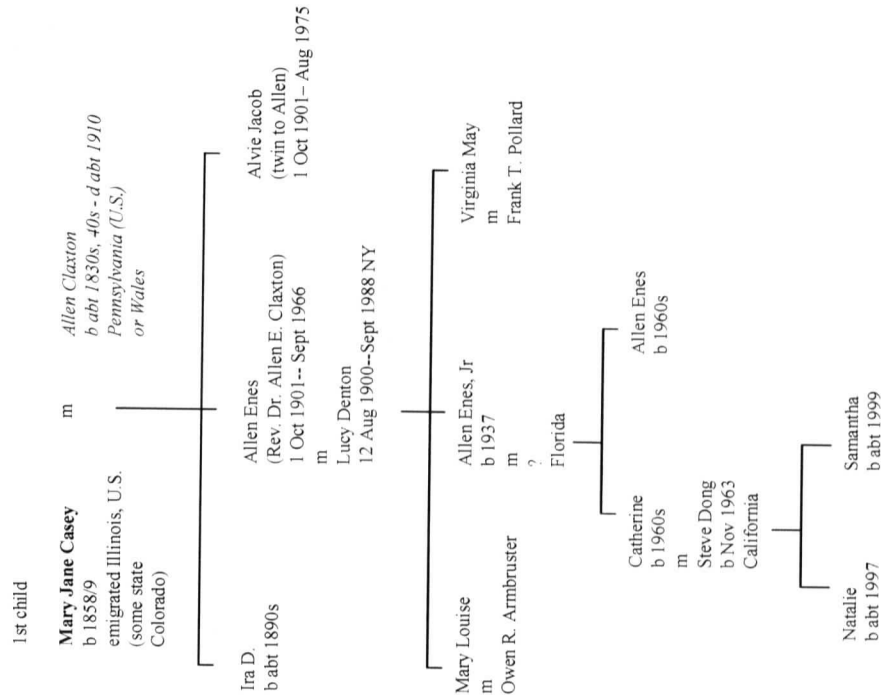 1st child
Mary Jane Casey
b 1858/9
emigrated Illinois, U.S.
(some state
Colorado)
m
Allen Claxton
b abt 1830s, 40s - d abt 1910
Pennsylvania (U.S.)
or Wales
Ira D.
b abt 1890s
Allen Enes
(Rev. Dr. Allen E. Claxton)
1 Oct 1901-- Sept 1966
m
Lucy Denton
12 Aug 1900--Sept 1988 NY
Alvie Jacob
(twin to Allen)
1 Oct 1901– Aug 1975
Mary Louise
m
Owen R. Armbruster
Allen Enes, Jr
b 1937
m
?
Florida
Virginia May
m
Frank T. Pollard
Catherine
b 1960s
m
Steve Dong
b Nov 1963
California
Allen Enes
b 1960s
Natalie
b abt 1997
Samantha
b abt 1999